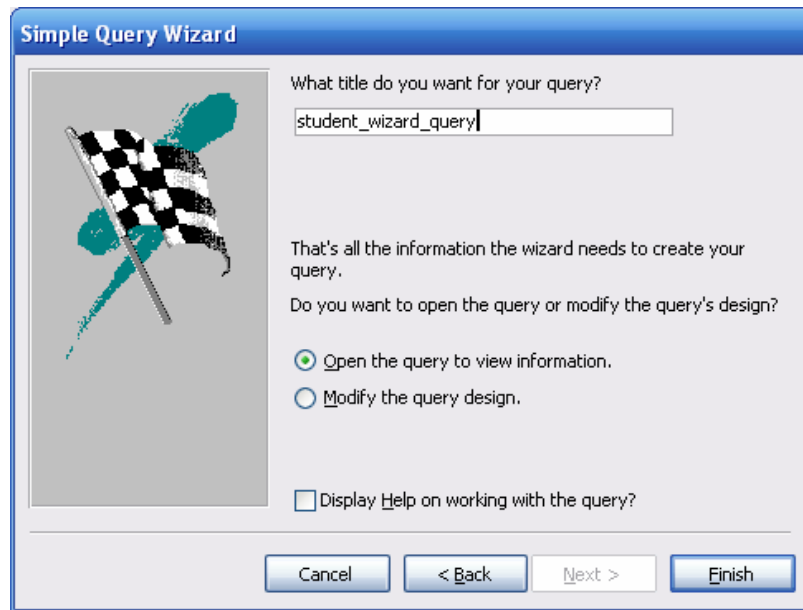 Simple Query Wizard
What title do you want for your query?
student_wizard_query
That's all the information the wizard needs to create your
query.
Do you want to open the query or modify the query's design?
Open the query to view information.
Modify the query design.
Display Help on working with the query?
Cancel
< Back
Next >
Finish